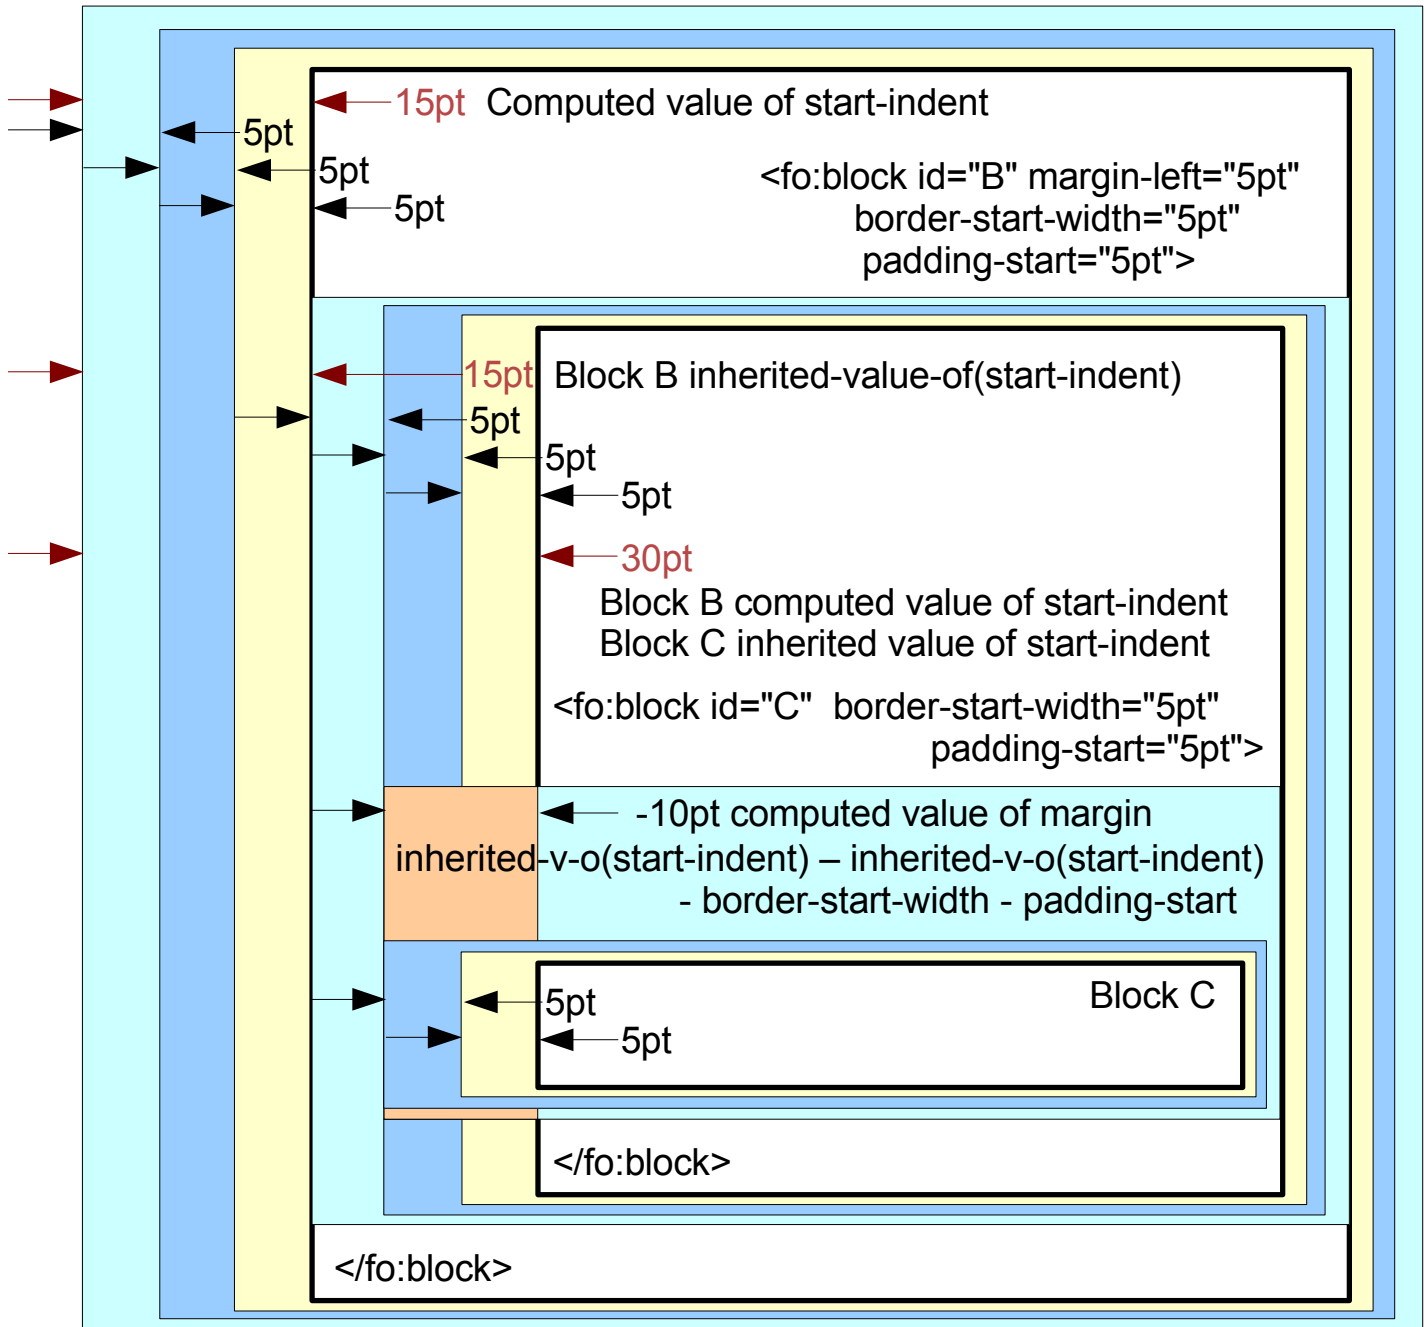 15pt Computed value of start-indent
5pt
5pt
5pt
<fo:block id="B" margin-left="5pt"
border-start-width="5pt"
padding-start="5pt">
15pt Block B inherited-value-of(start-indent)
5pt
5pt
5pt
30pt
Block B computed value of start-indent
Block C inherited value of start-indent
<fo:block id="C" border-start-width="5pt"
padding-start="5pt">
-10pt computed value of margin
inherited-v-o(start-indent) – inherited-v-o(start-indent)
- border-start-width - padding-start
Block C
5pt
5pt
</fo:block>
</fo:block>